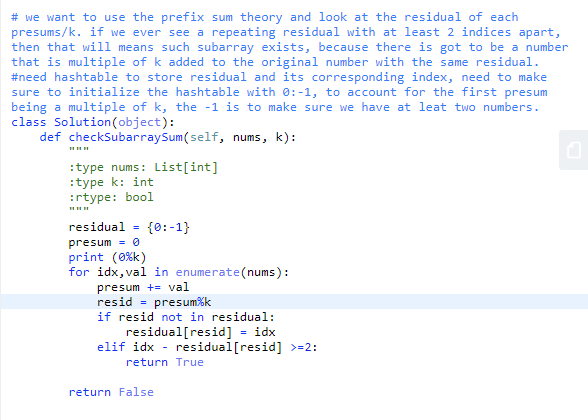 # we want to use the prefix sum theory and look at the residual of each
presums/k. if we ever see a repeating residual with at least 2 indices apart,
then that will means such subarray exists, because there is got to be a number
that is multiple of k added to the original number with the same residual.
#need hashtable to store residual and its corresponding index, need to make
sure to initialize the hashtable with 0:-1, to account for the first presum
being a multiple of k, the -1 is to make sure we have at leat two numbers.
class Solution(object):
    def checkSubarraySum(self, nums, k):
        """
        :type nums: List[int]
        :type k: int
        :rtype: bool
        """
        residual = {0:-1}
        presum = 0
        print (0%k)
        for idx,val in enumerate(nums):
            presum += val
            resid = presum%k
            if resid not in residual:
                residual[resid] = idx
            elif idx - residual[resid] >=2:
                return True
        return False